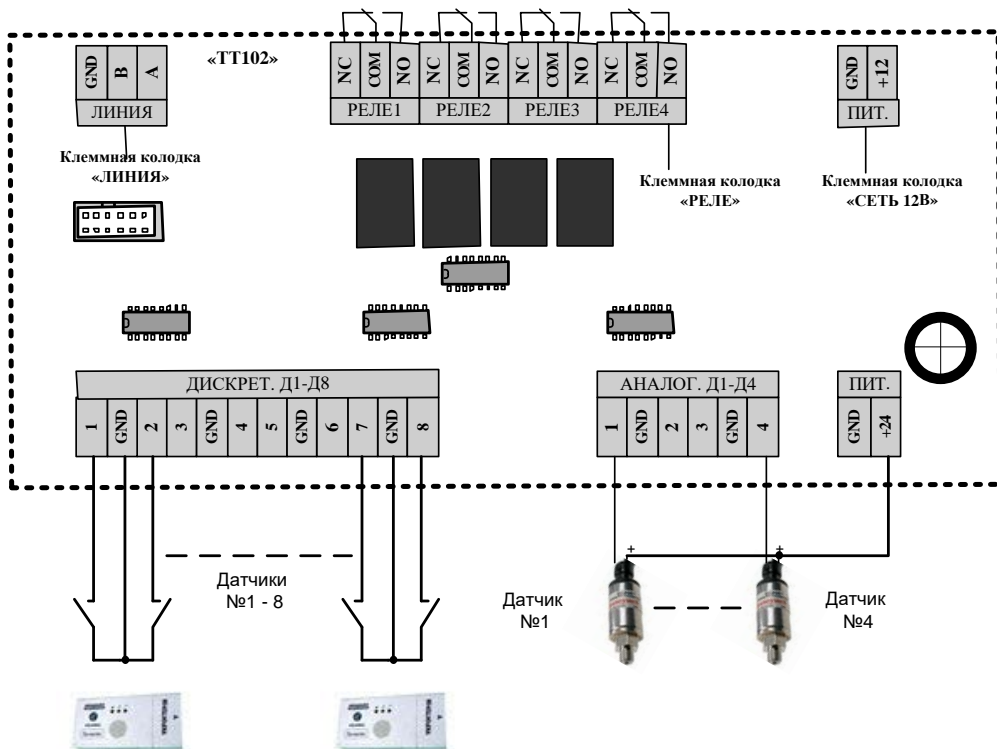 «ТТ102»
GND B A
ЛИНИЯ
Клеммная колодка
«ЛИНИЯ»
NC COM NO NC COM NO NC COM NO NC COM NO
РЕЛЕ1 РЕЛЕ2 РЕЛЕ3 РЕЛЕ4
Клеммная колодка
«РЕЛЕ»
GND +12
ПИТ.
Клеммная колодка
«СЕТЬ 12В»
ДИСКРЕТ. Д1-Д8
1 GND 2 3 GND 4 5 GND 6 7 GND 8
АНАЛОГ. Д1-Д4
1 GND 2 3 GND 4
ПИТ.
GND +24
Датчики
№1 - 8
+
+
Датчик
№1
Датчик
№4